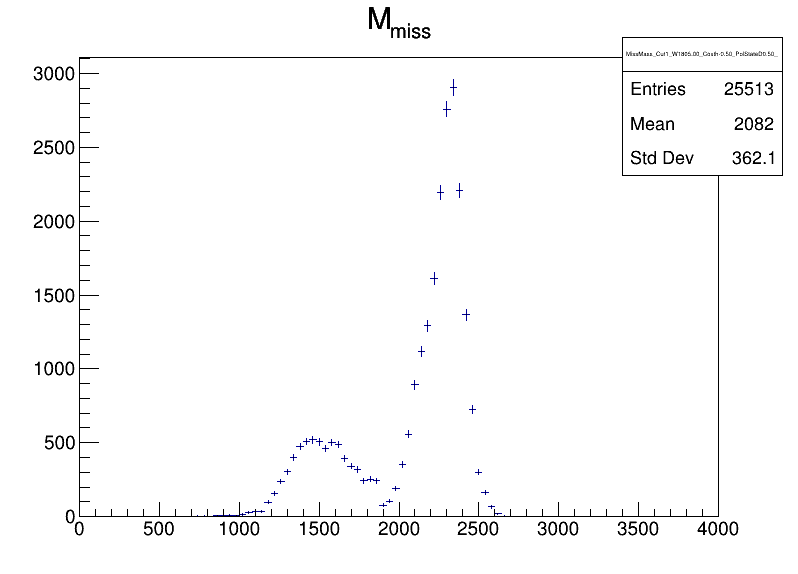 M_miss
MissMass_Cut1_W1805.00_Costh-0.50_PolStateD0.50_
Entries 25513
Mean 2082
Std Dev 362.1
3000
2500
2000
1500
1000
500
0
0 500 1000 1500 2000 2500 3000 3500 4000